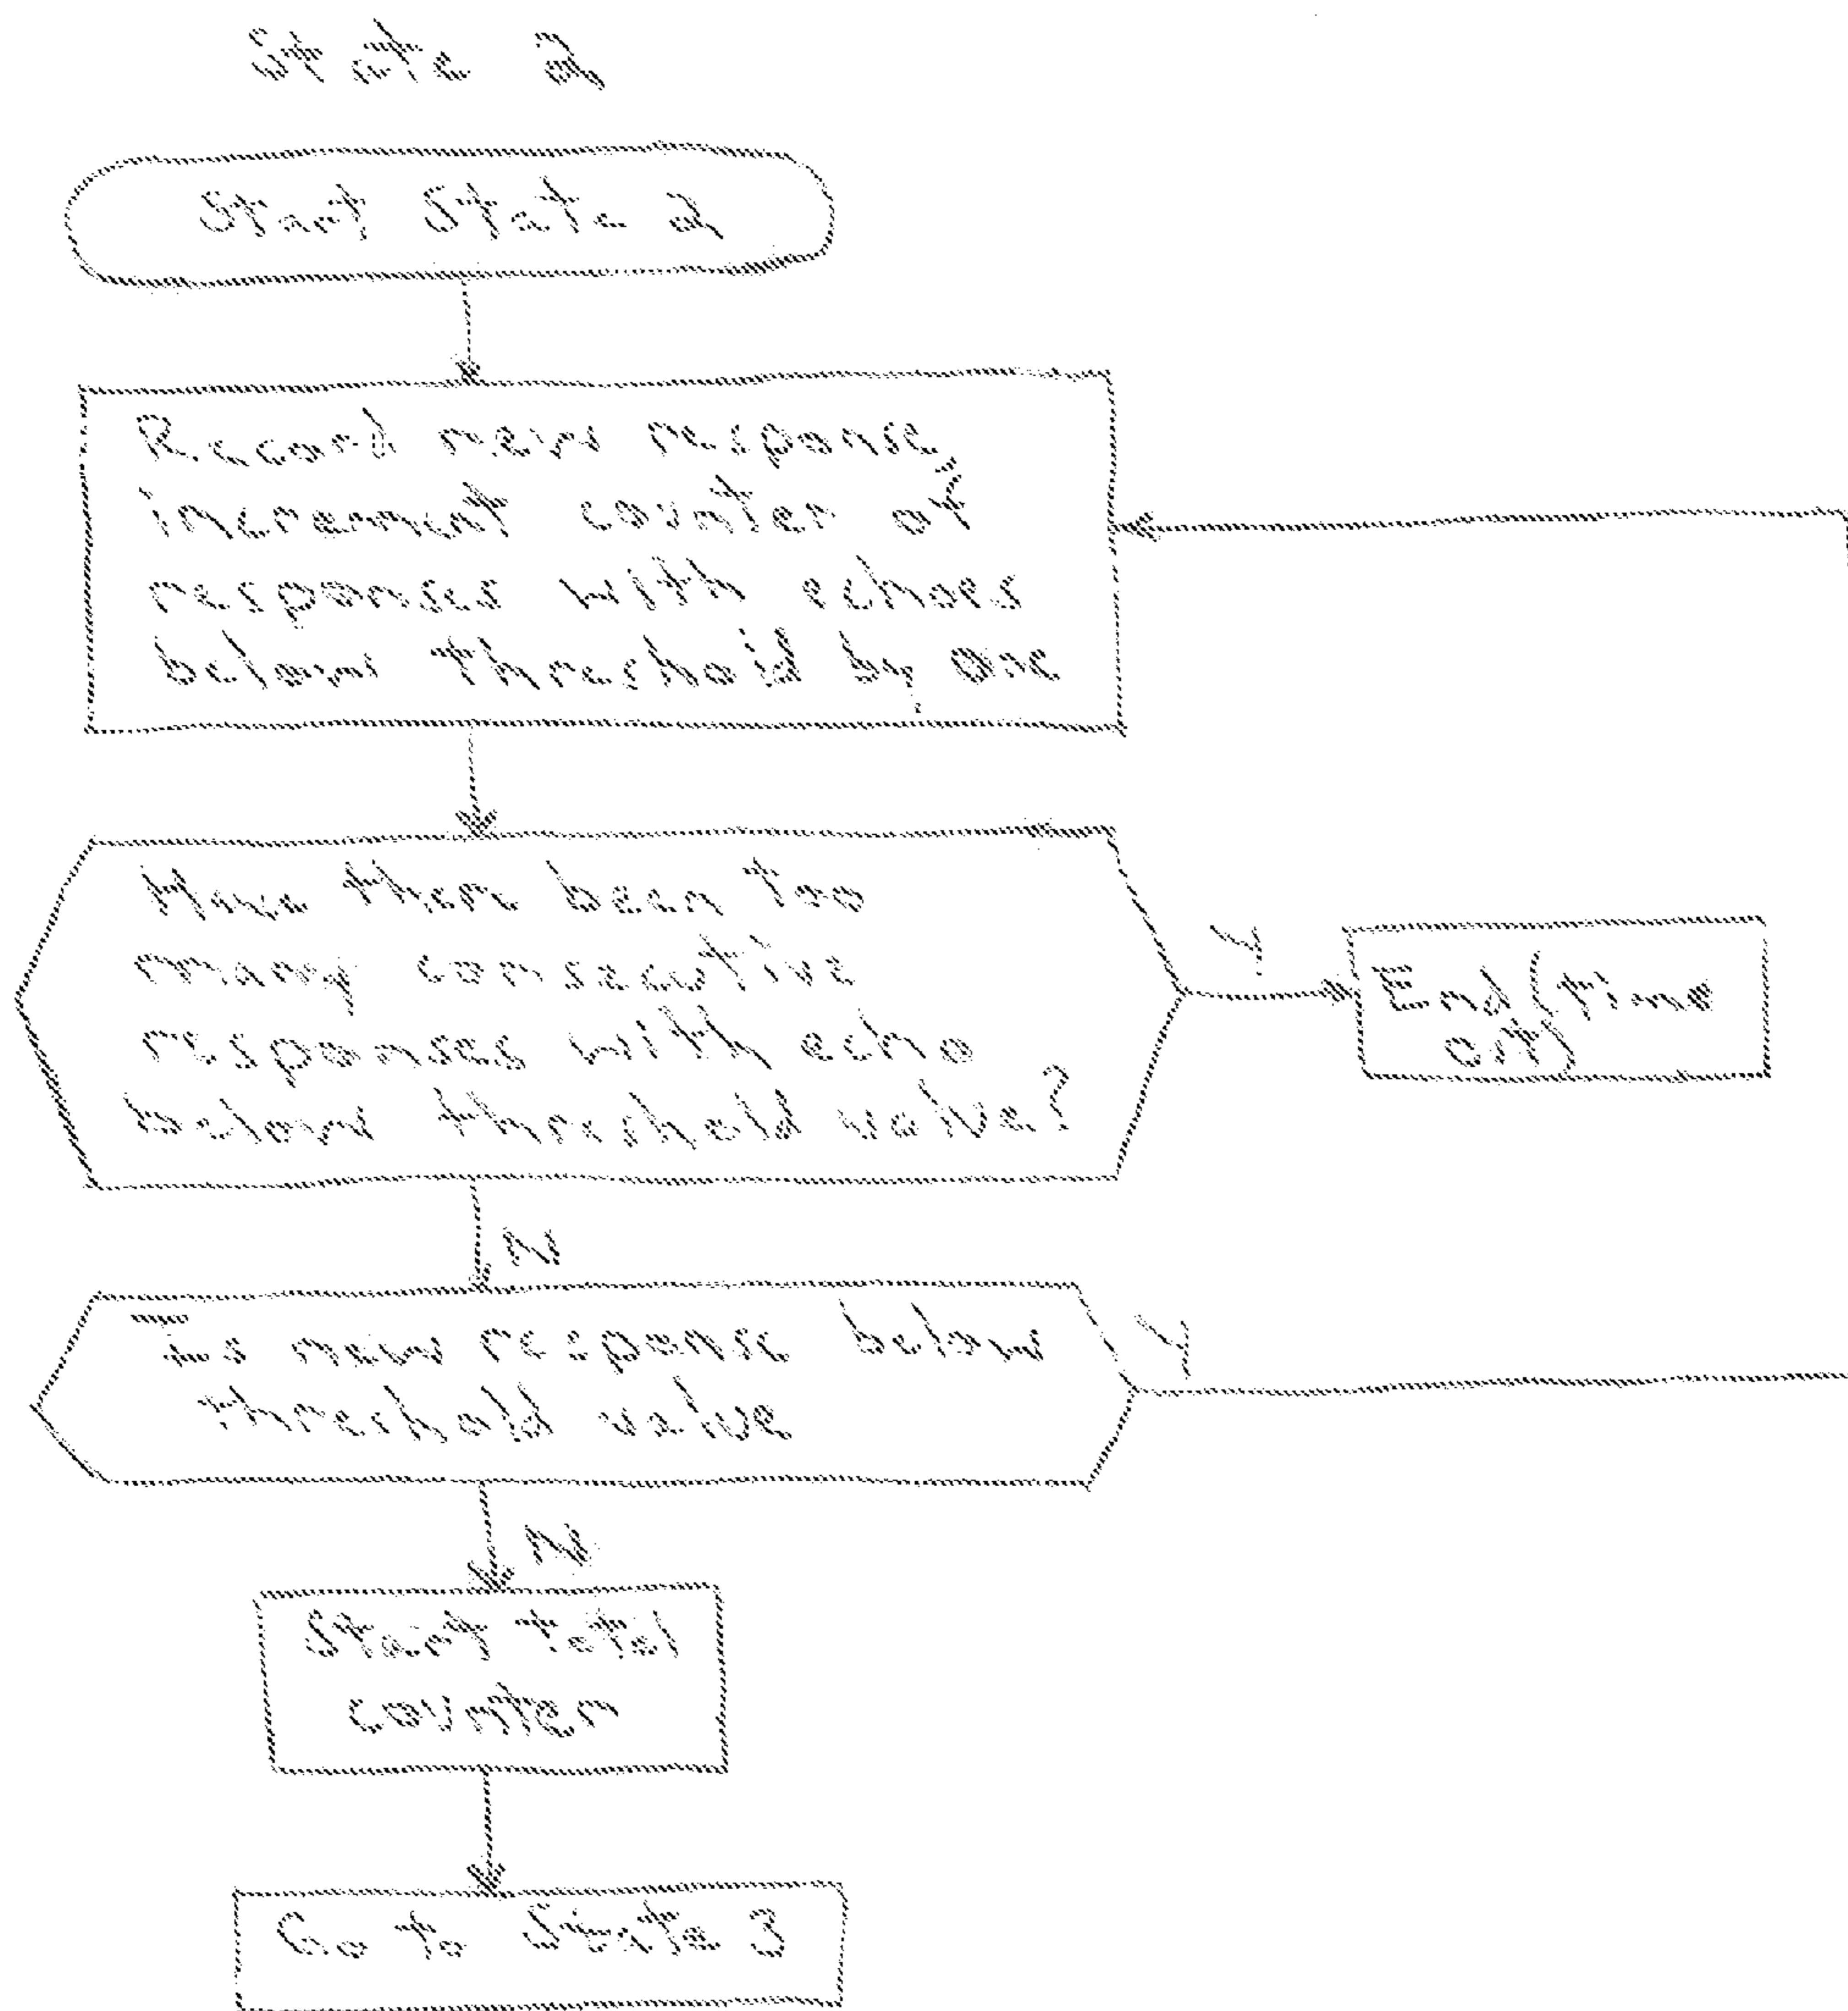 State 2
Start State 2
Record new response,
increment counter of
responses with echoes
below threshold by one
Have there been too
many consecutive
responses with echo
below threshold value?
Y
End (time
out)
N
Is new response below
threshold value
Y
N
Start total
counter
Go to State 3